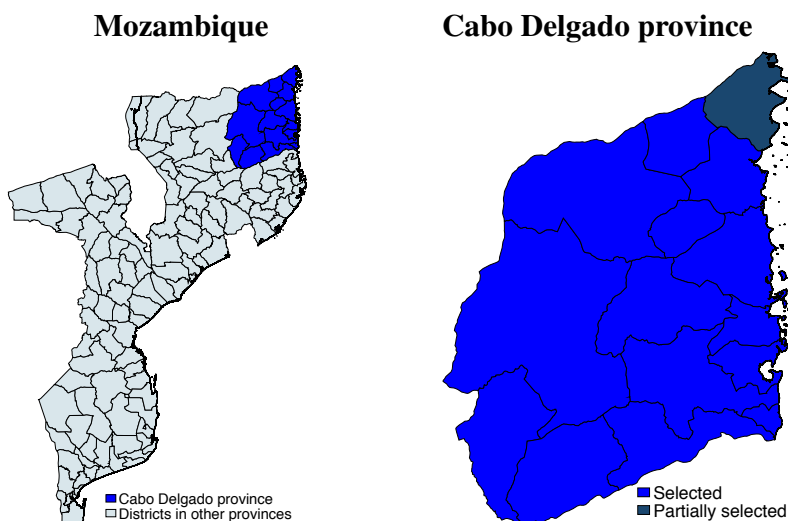 Mozambique
Cabo Delgado province
Cabo Delgado province
Districts in other provinces
Selected
Partially selected